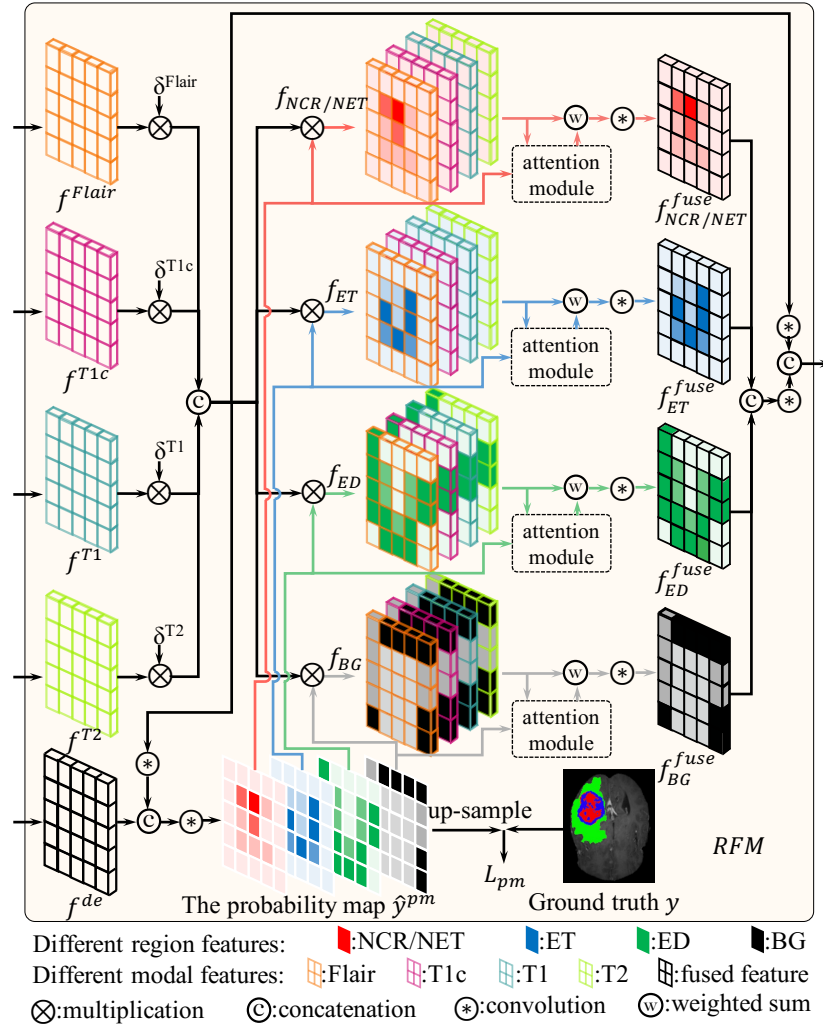 δ^Flair
f^Flair
δ^T1c
f^T1c
δ^T1
f^T1
δ^T2
f^T2
f^de
f_NCR/NET
attention
module
f^fuse_NCR/NET
f_ET
attention
module
f^fuse_ET
f_ED
attention
module
f^fuse_ED
f_BG
attention
module
f^fuse_BG
w
*
c
up-sample
L_pm
RFM
The probability map ŷ^pm
Ground truth y
Different region features: :NCR/NET :ET :ED :BG
Different modal features: :Flair :T1c :T1 :T2 :fused feature
⊗:multiplication ©:concatenation ⊛:convolution ⓦ:weighted sum